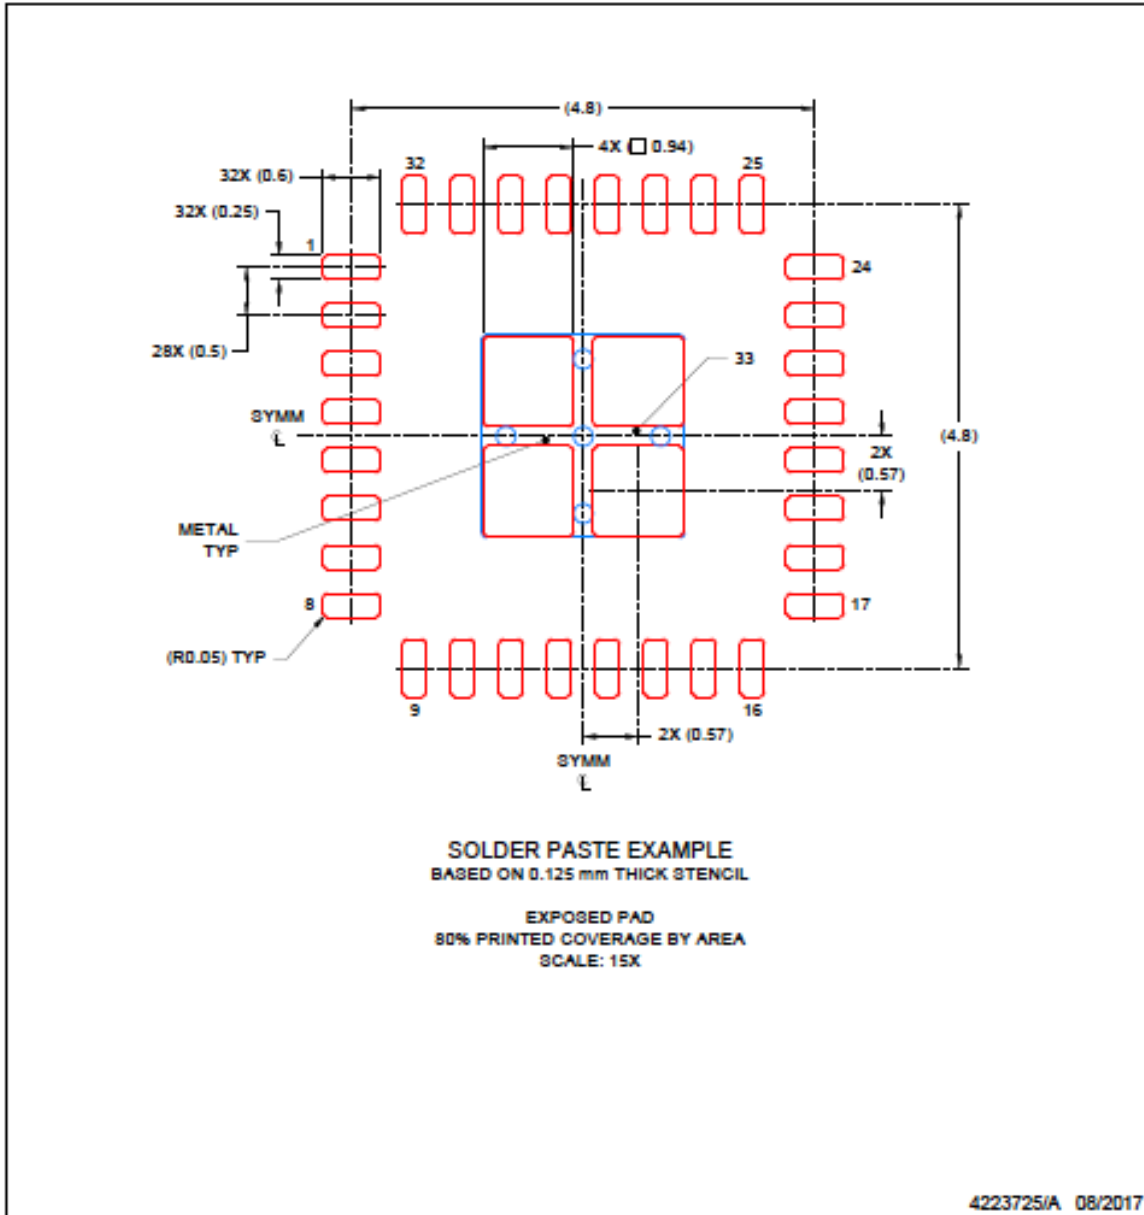 (4.8)
4X (□ 0.94)
32
25
32X (0.6)
32X (0.25)
1
24
28X (0.5)
33
SYMM
℄
(4.8)
2X
(0.57)
METAL
TYP
8
17
(R0.05) TYP
9
16
2X (0.57)
SYMM
℄
SOLDER PASTE EXAMPLE
BASED ON 0.125 mm THICK STENCIL
EXPOSED PAD
80% PRINTED COVERAGE BY AREA
SCALE: 15X
4223725/A 08/2017